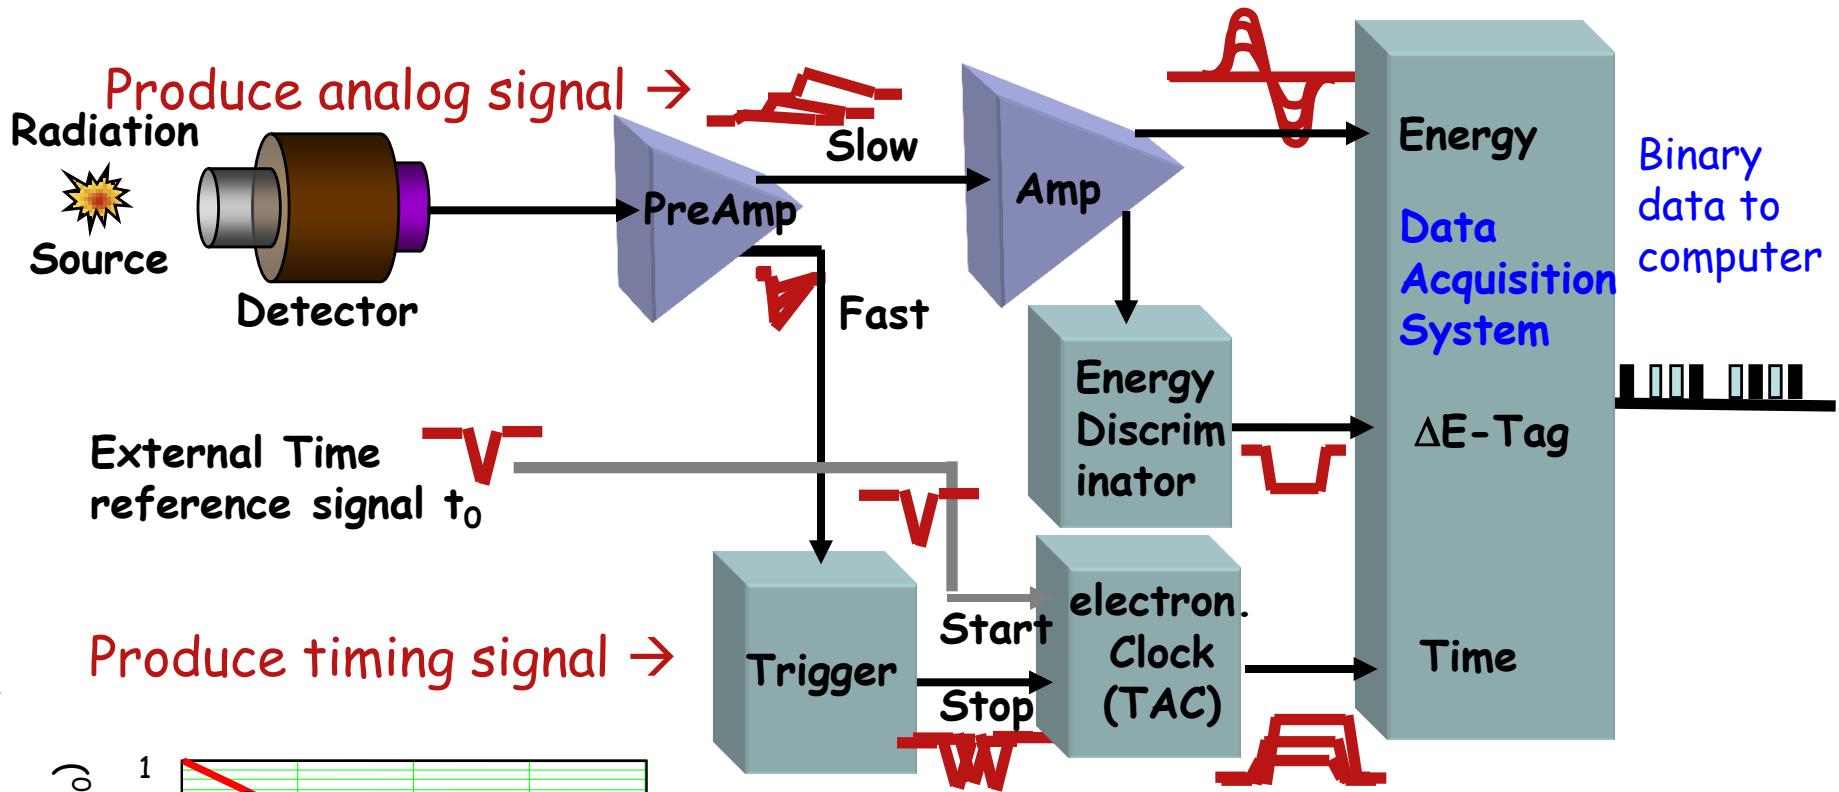 Produce analog signal →
Radiation
Source
Detector
PreAmp
Slow
Fast
Amp
Energy
Data
Acquisition
System
Binary
data to
computer
Energy
Discrim
inator
ΔE-Tag
External Time
reference signal t₀
Start
electron.
Clock
(TAC)
Time
Produce timing signal →
Trigger
Stop
1